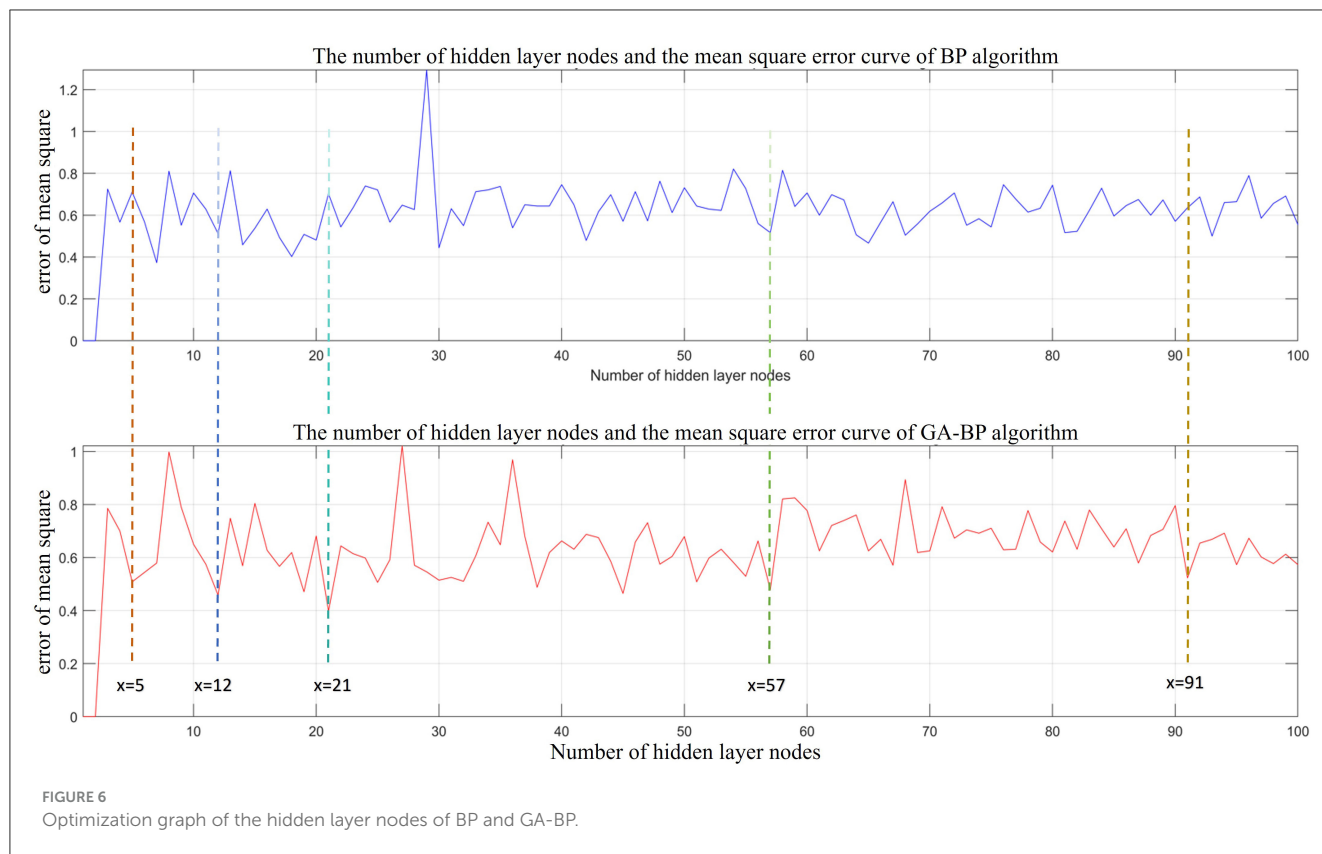 The number of hidden layer nodes and the mean square error curve of BP algorithm
error of mean square
1.2
1
0.8
0.6
0.4
0.2
0
10 20 30 40 50 60 70 80 90 100
Number of hidden layer nodes
The number of hidden layer nodes and the mean square error curve of GA-BP algorithm
error of mean square
1
0.8
0.6
0.4
0.2
0
x=5 x=12 x=21 x=57 x=91
10 20 30 40 50 60 70 80 90 100
Number of hidden layer nodes
FIGURE 6
Optimization graph of the hidden layer nodes of BP and GA-BP.